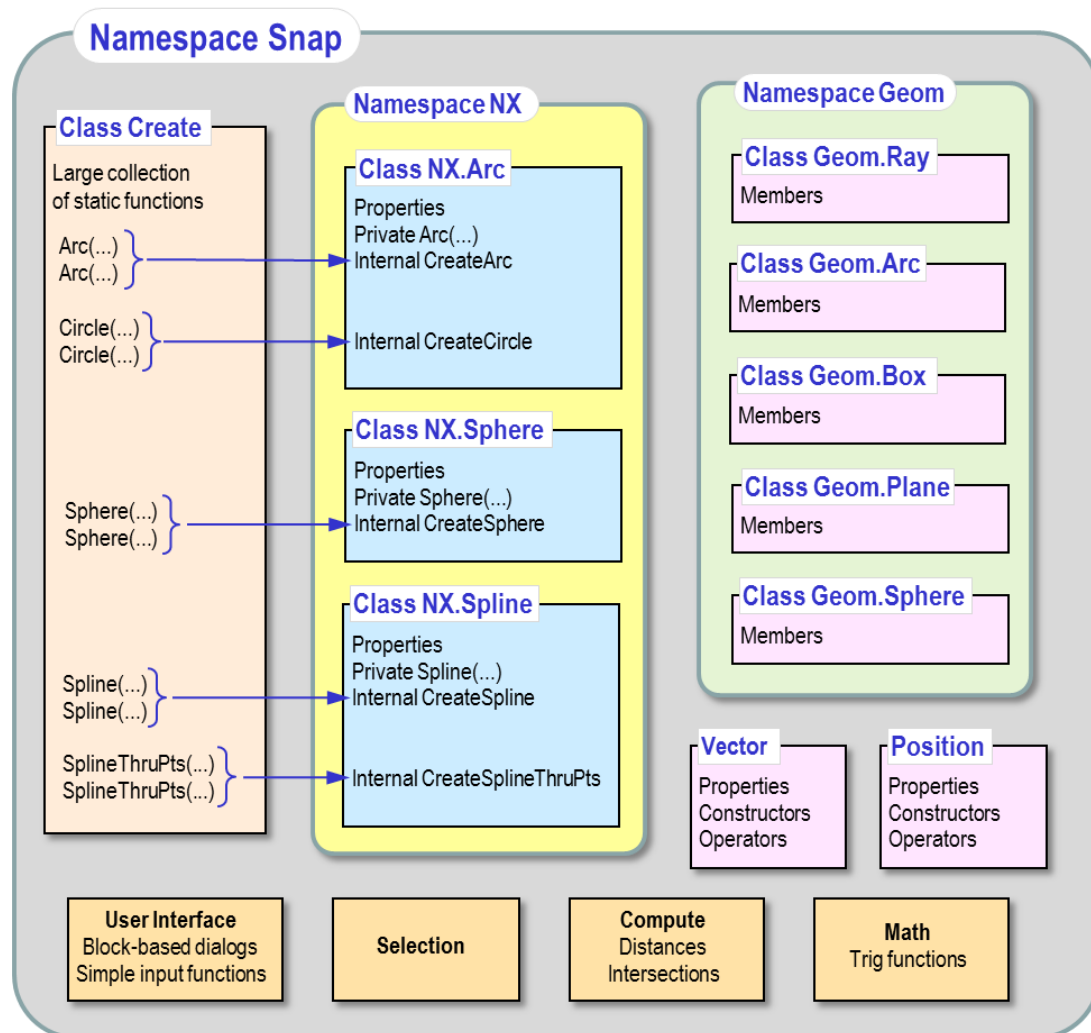 Namespace Snap
Class Create
Large collection
of static functions
Arc(...)
Arc(...)
Circle(...)
Circle(...)
Sphere(...)
Sphere(...)
Spline(...)
Spline(...)
SplineThruPts(...)
SplineThruPts(...)
Namespace NX
Class NX.Arc
Properties
Private Arc(...)
Internal CreateArc
Internal CreateCircle
Class NX.Sphere
Properties
Private Sphere(...)
Internal CreateSphere
Class NX.Spline
Properties
Private Spline(...)
Internal CreateSpline
Internal CreateSplineThruPts
Namespace Geom
Class Geom.Ray
Members
Class Geom.Arc
Members
Class Geom.Box
Members
Class Geom.Plane
Members
Class Geom.Sphere
Members
Vector
Properties
Constructors
Operators
Position
Properties
Constructors
Operators
User Interface
Block-based dialogs
Simple input functions
Selection
Compute
Distances
Intersections
Math
Trig functions